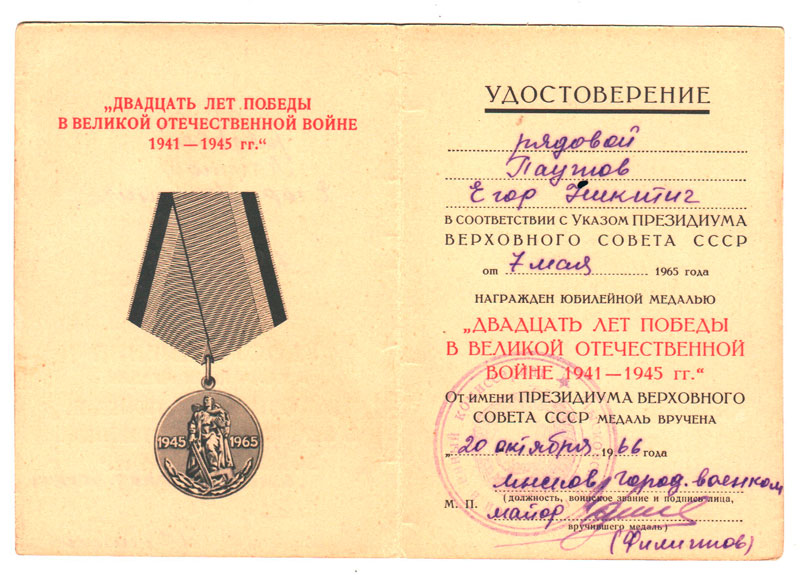 „ДВАДЦАТЬ ЛЕТ ПОБЕДЫ
В ВЕЛИКОЙ ОТЕЧЕСТВЕННОЙ ВОЙНЕ
1941—1945 гг.“
1945 1965
УДОСТОВЕРЕНИЕ
рядовой
Паутов
Егор Никитич
В СООТВЕТСТВИИ С УКАЗОМ ПРЕЗИДИУМА
ВЕРХОВНОГО СОВЕТА СССР
от 7 мая 1965 года
НАГРАЖДЕН ЮБИЛЕЙНОЙ МЕДАЛЬЮ
„ДВАДЦАТЬ ЛЕТ ПОБЕДЫ
В ВЕЛИКОЙ ОТЕЧЕСТВЕННОЙ
ВОЙНЕ 1941—1945 гг.“
От имени ПРЕЗИДИУМА ВЕРХОВНОГО
СОВЕТА СССР МЕДАЛЬ ВРУЧЕНА
„20 октября 1966 года
город. военком
(должность, воинское звание и подпись лица,
М. П. майор
вручившего медаль)
(Филиппов)